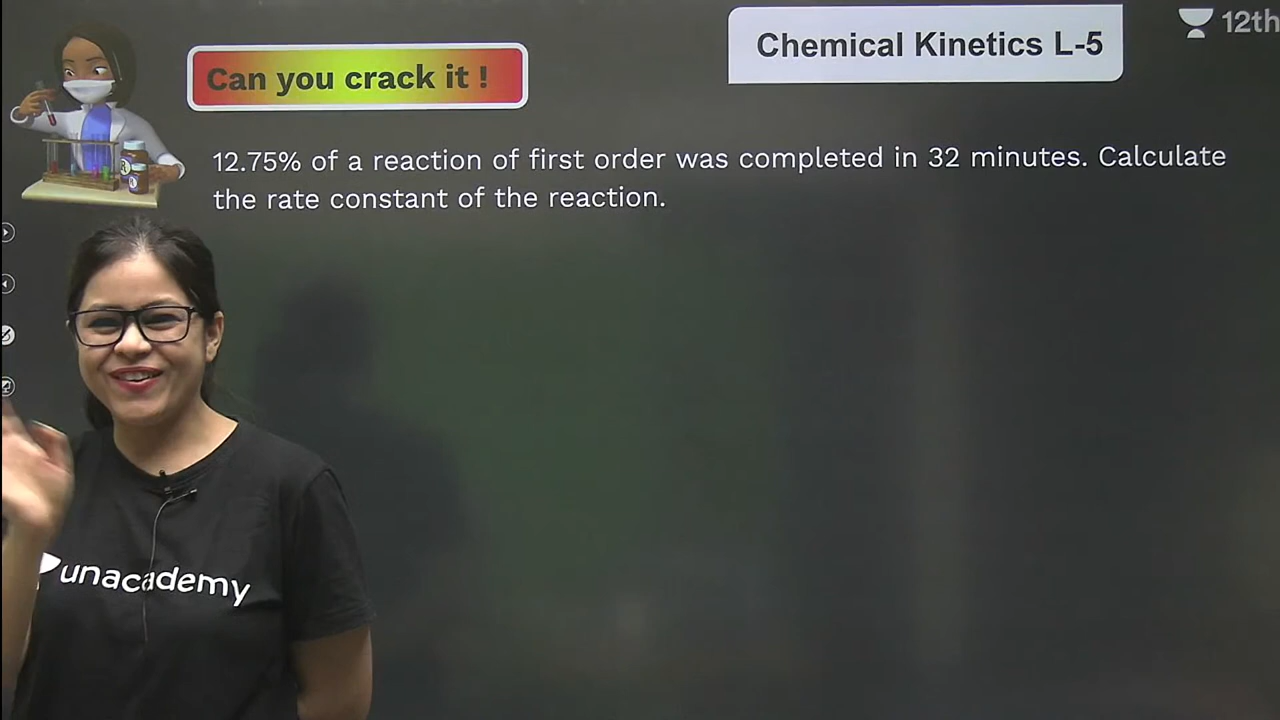 12th
Chemical Kinetics L-5
Can you crack it !
12.75% of a reaction of first order was completed in 32 minutes. Calculate
the rate constant of the reaction.
unacademy